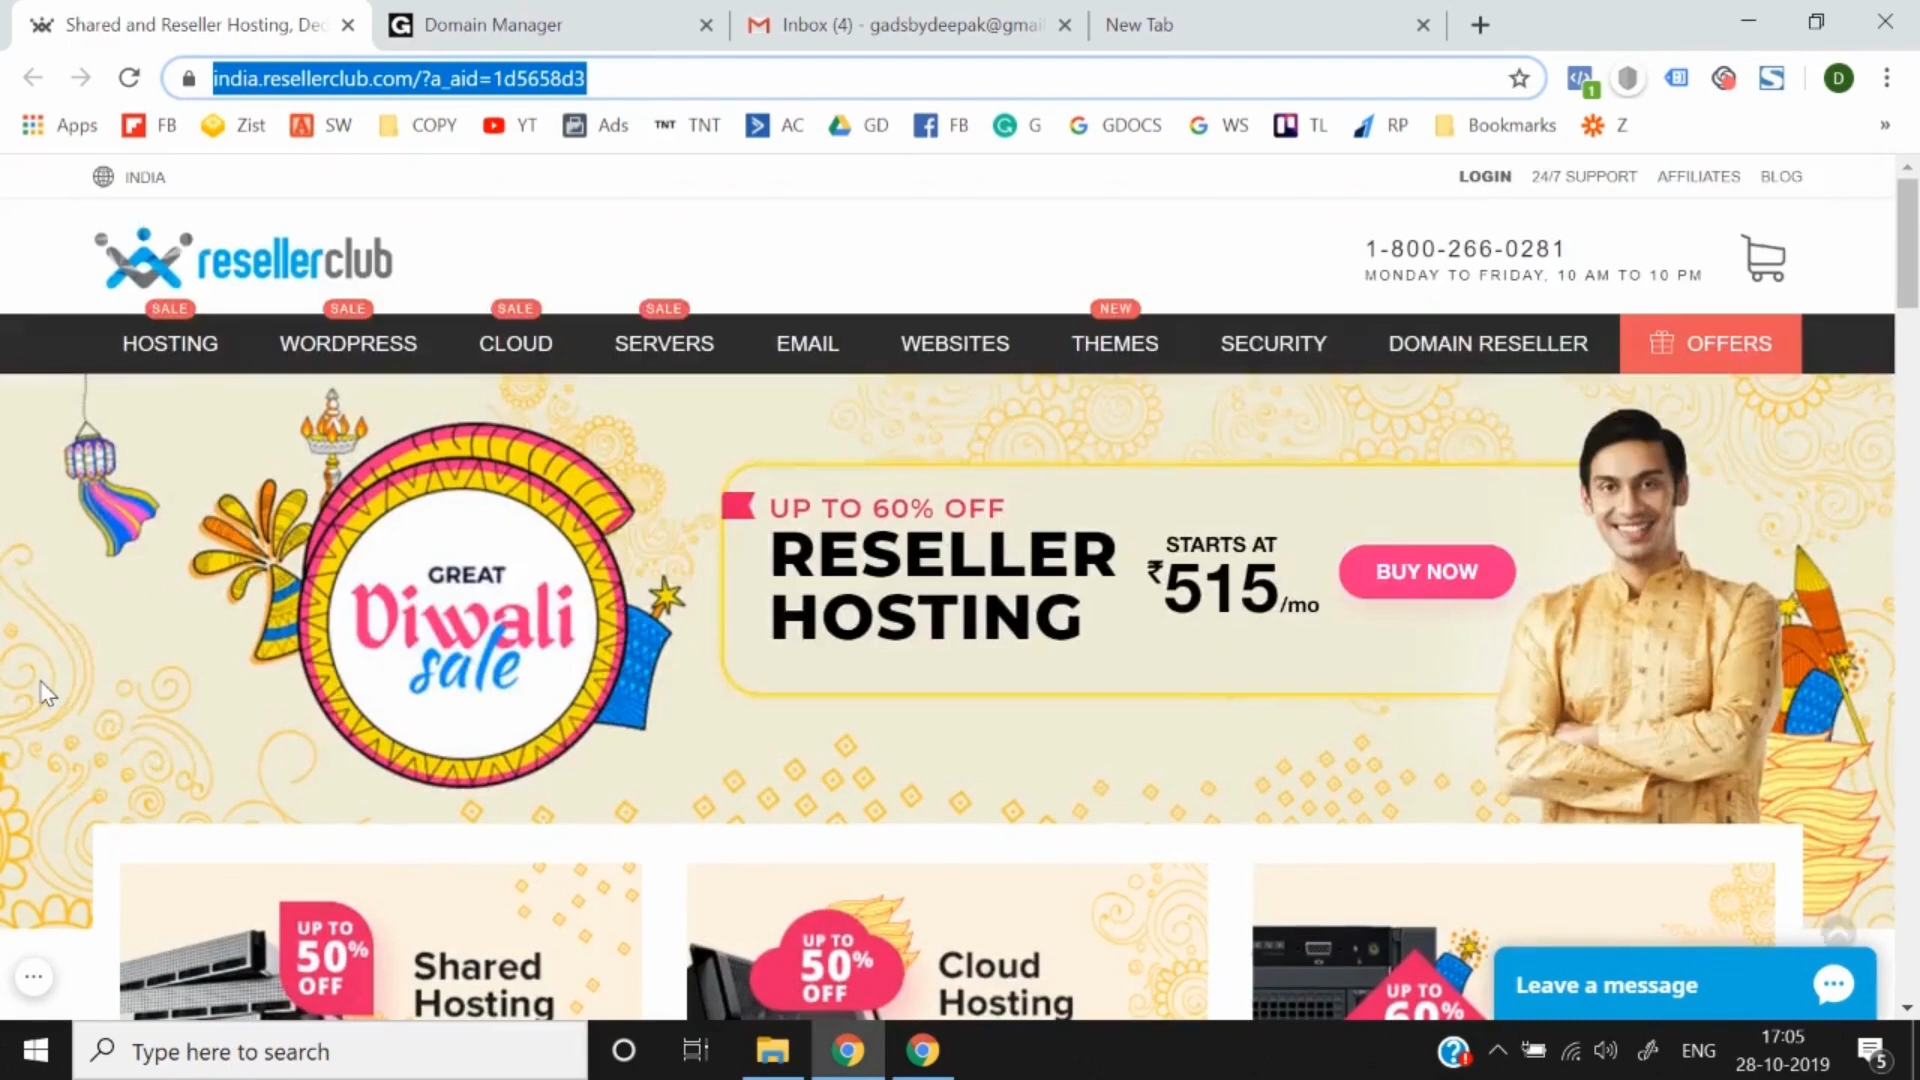 Shared and Reseller Hosting, Ded
Domain Manager
Inbox (4) - gadsbydeepak@gmai
New Tab
india.resellerclub.com/?a_aid=1d5658d3
1
D
Apps
FB
Zist
SW
COPY
YT
Ads
TNT TNT
AC
GD
FB
G
GDOCS
WS
TL
RP
Bookmarks
Z
»
INDIA
LOGIN
24/7 SUPPORT
AFFILIATES
BLOG
resellerclub
1-800-266-0281
MONDAY TO FRIDAY, 10 AM TO 10 PM
SALE
SALE
SALE
SALE
NEW
HOSTING
WORDPRESS
CLOUD
SERVERS
EMAIL
WEBSITES
THEMES
SECURITY
DOMAIN RESELLER
OFFERS
GREAT
Diwali
sale
UP TO 60% OFF
RESELLER
HOSTING
STARTS AT
₹515/mo
BUY NOW
UP TO
50%
OFF
Shared
Hosting
UP TO
50%
OFF
Cloud
Hosting
UP TO
60%
Leave a message
Type here to search
ENG
17:05
28-10-2019
5